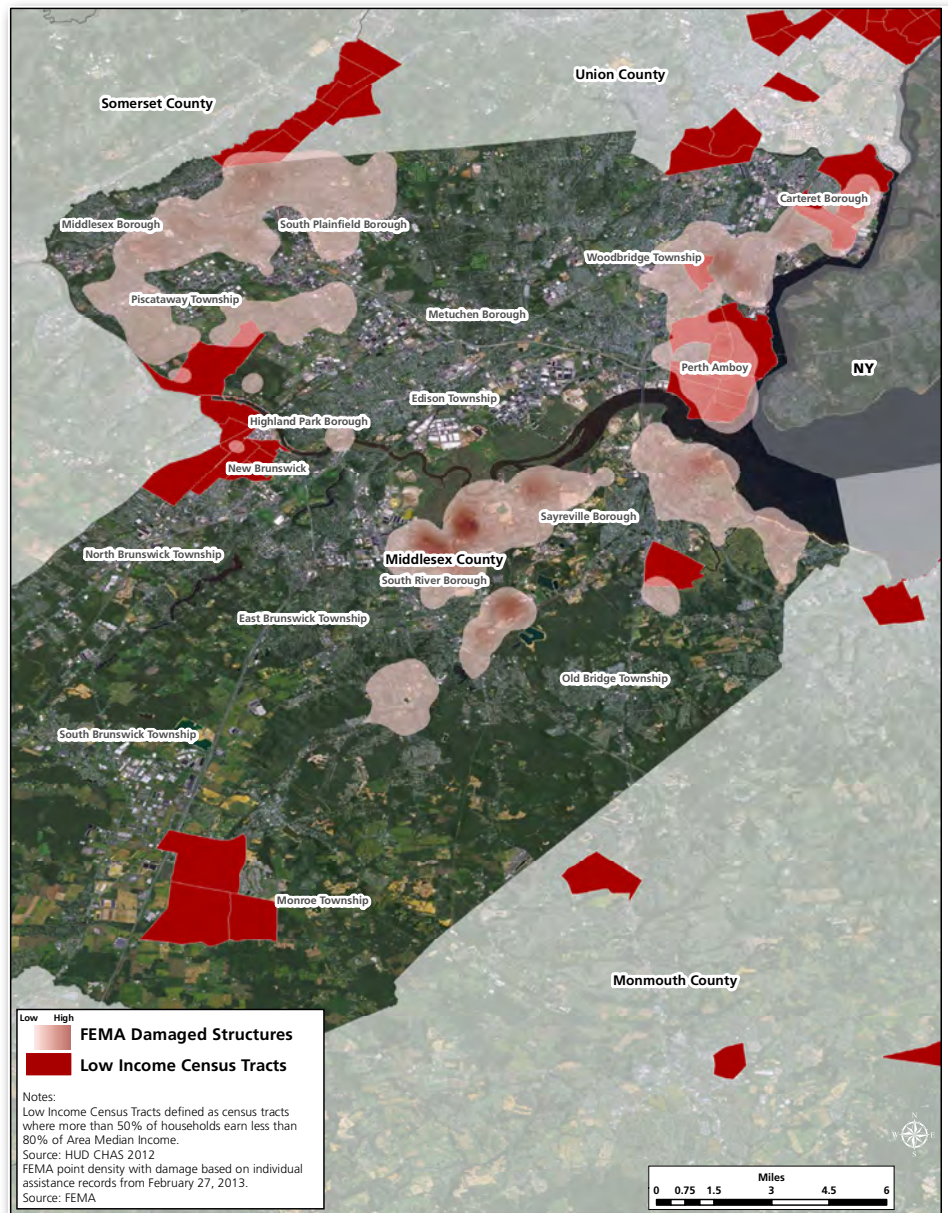 Union County
Somerset County
Carteret Borough
Middlesex Borough
South Plainfield Borough
Woodbridge Township
Piscataway Township
Metuchen Borough
Perth Amboy
NY
Edison Township
Highland Park Borough
New Brunswick
Sayreville Borough
North Brunswick Township
Middlesex County
South River Borough
East Brunswick Township
Old Bridge Township
South Brunswick Township
Monroe Township
Monmouth County
Low High
FEMA Damaged Structures
Low Income Census Tracts
Notes:
Low Income Census Tracts defined as census tracts
where more than 50% of households earn less than
80% of Area Median Income.
Source: HUD CHAS 2012
FEMA point density with damage based on individual
assistance records from February 27, 2013.
Source: FEMA
N
W E
S
Miles
0 0.75 1.5 3 4.5 6